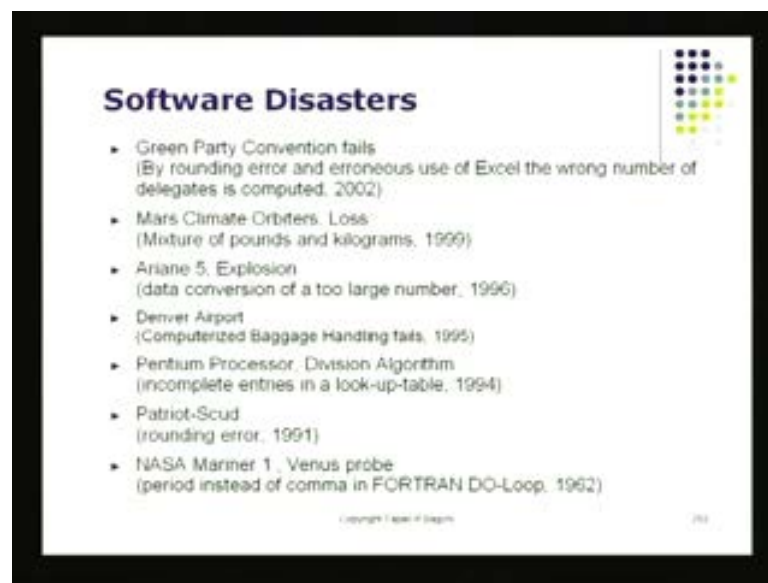 Software Disasters
Green Party Convention fails
(By rounding error and erroneous use of Excel the wrong number of
delegates is computed, 2002)
Mars Climate Orbiters. Loss
(Mixture of pounds and kilograms, 1999)
Ariane 5. Explosion
(data conversion of a too large number, 1996)
Denver Airport
(Computerized Baggage Handling fails, 1995)
Pentium Processor. Division Algorithm
(incomplete entries in a look-up-table, 1994)
Patriot-Scud
(rounding error, 1991)
NASA Mariner 1 , Venus probe
(period instead of comma in FORTRAN DO-Loop, 1962)
Copyright